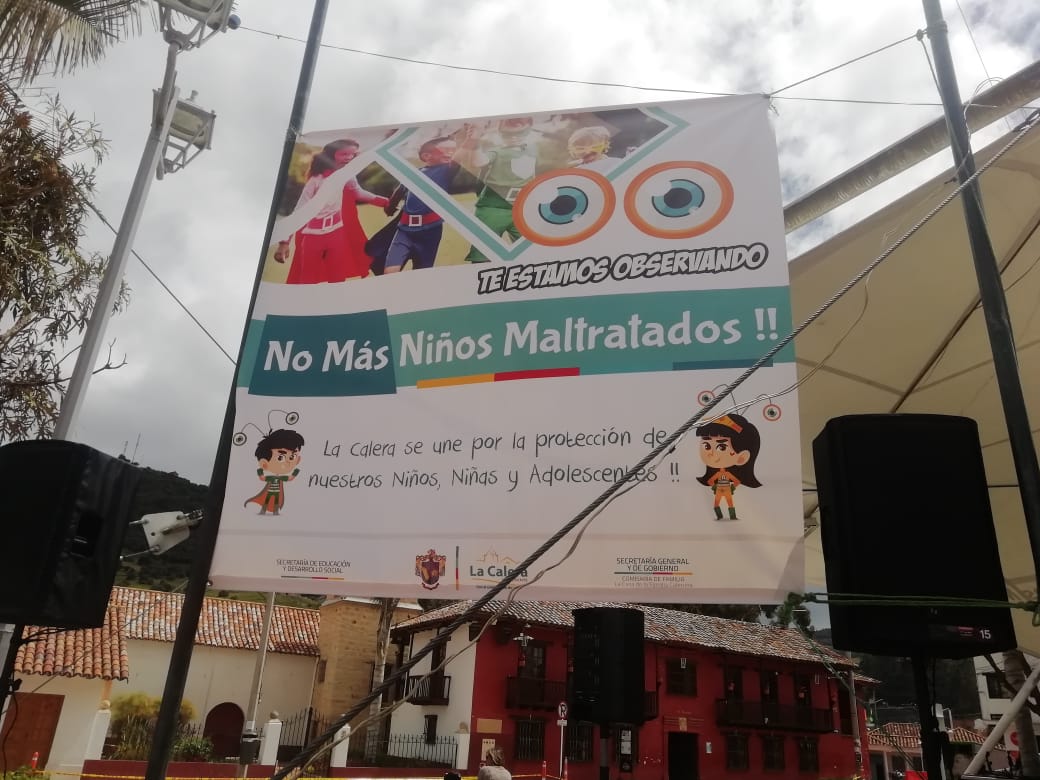 TE ESTAMOS OBSERVANDO
No Más Niños Maltratados !!
La Calera se une por la protección de
nuestros Niños, Niñas y Adolescentes !!
SECRETARÍA DE EDUCACIÓN
Y DESARROLLO SOCIAL
La Calera
SECRETARÍA GENERAL
Y DE GOBIERNO
COMISARÍA DE FAMILIA
15